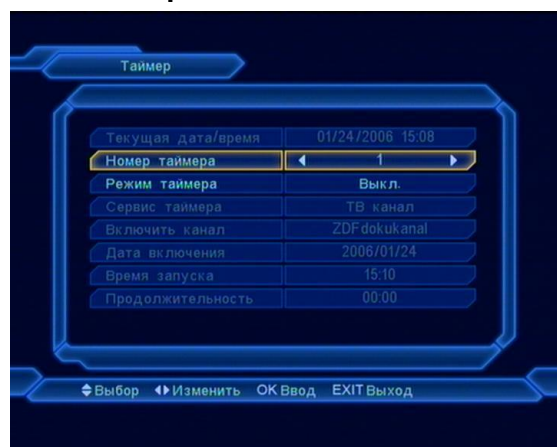 Таймер
Текущая дата/время 01/24/2006 15:08
Номер таймера 1
Режим таймера Выкл.
Сервис таймера ТВ канал
Включить канал ZDFdokukanal
Дата включения 2006/01/24
Время запуска 15:10
Продолжительность 00:00
Выбор Изменить OK Ввод EXIT Выход